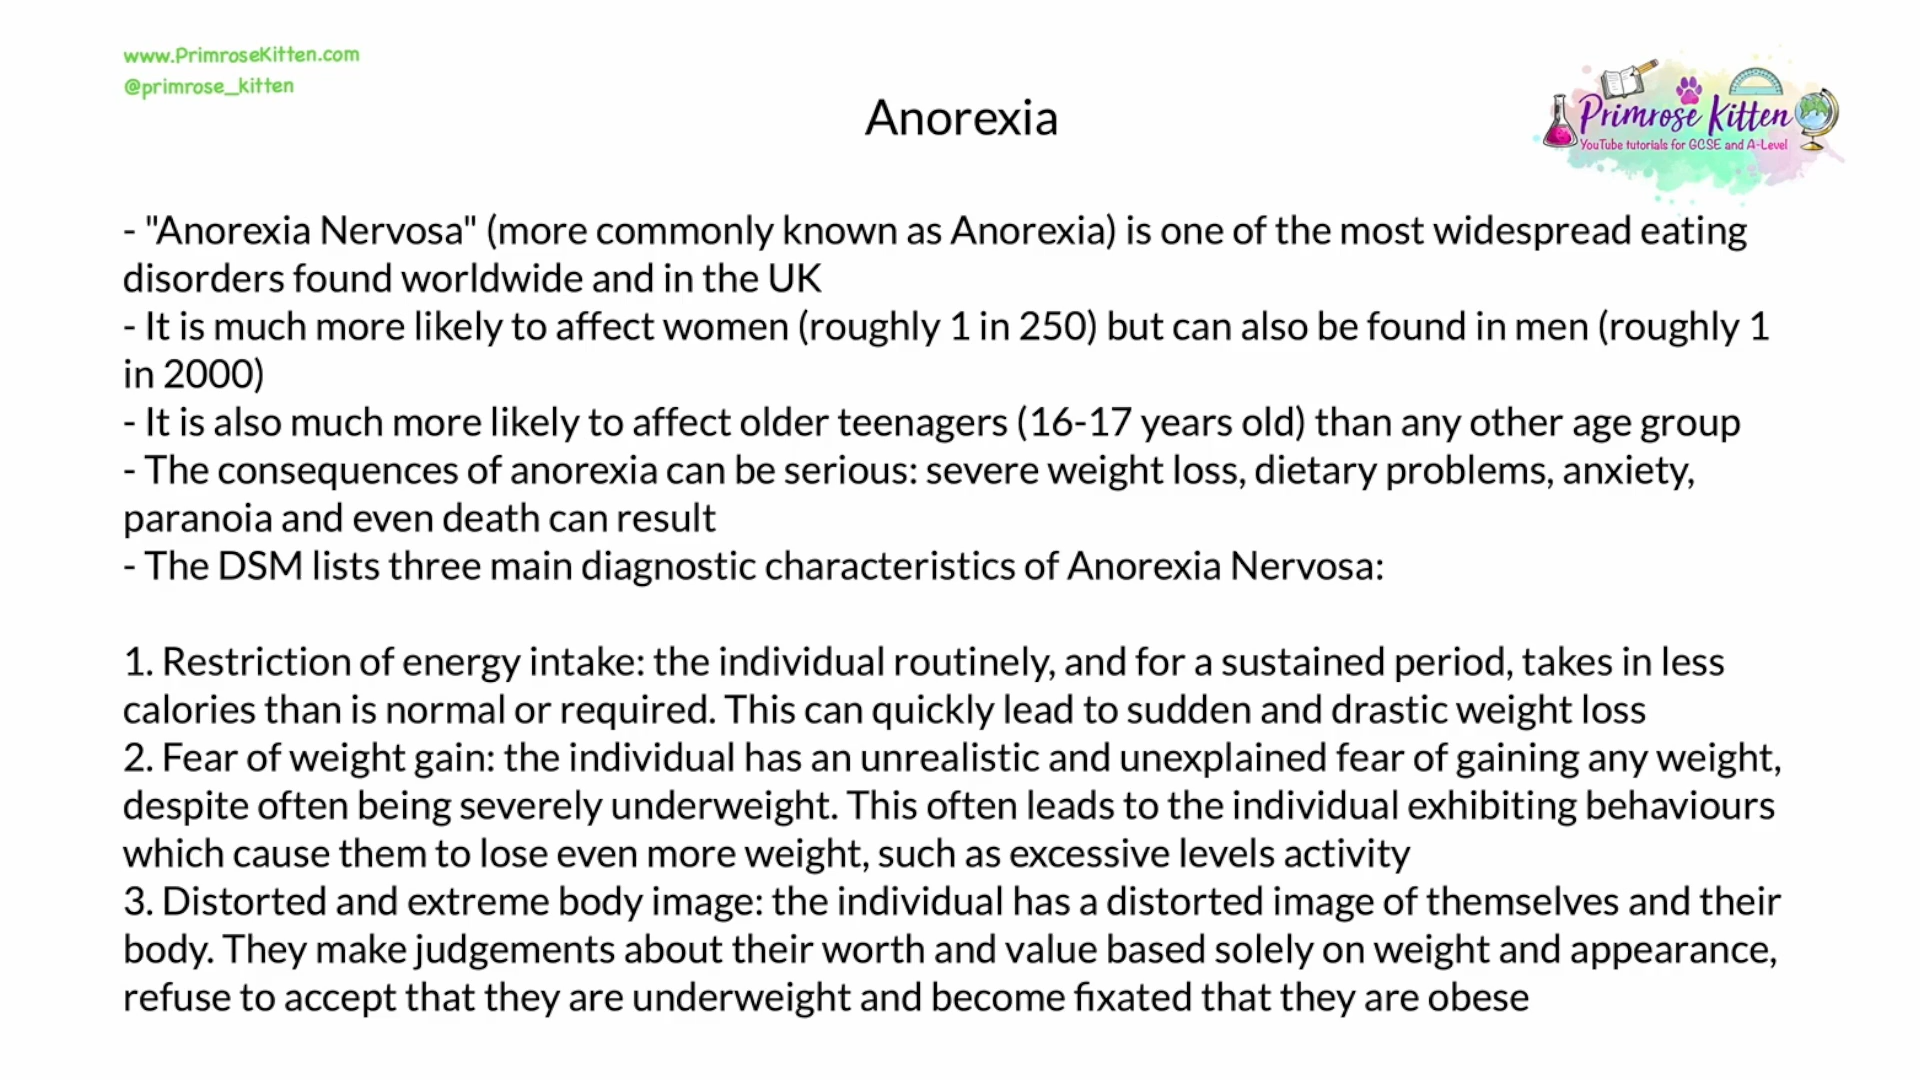 www.PrimroseKitten.com
@primrose_kitten
Anorexia
Primrose Kitten
YouTube tutorials for GCSE and A-Level
- "Anorexia Nervosa" (more commonly known as Anorexia) is one of the most widespread eating
disorders found worldwide and in the UK
- It is much more likely to affect women (roughly 1 in 250) but can also be found in men (roughly 1
in 2000)
- It is also much more likely to affect older teenagers (16-17 years old) than any other age group
- The consequences of anorexia can be serious: severe weight loss, dietary problems, anxiety,
paranoia and even death can result
- The DSM lists three main diagnostic characteristics of Anorexia Nervosa:
1. Restriction of energy intake: the individual routinely, and for a sustained period, takes in less
calories than is normal or required. This can quickly lead to sudden and drastic weight loss
2. Fear of weight gain: the individual has an unrealistic and unexplained fear of gaining any weight,
despite often being severely underweight. This often leads to the individual exhibiting behaviours
which cause them to lose even more weight, such as excessive levels activity
3. Distorted and extreme body image: the individual has a distorted image of themselves and their
body. They make judgements about their worth and value based solely on weight and appearance,
refuse to accept that they are underweight and become fixated that they are obese